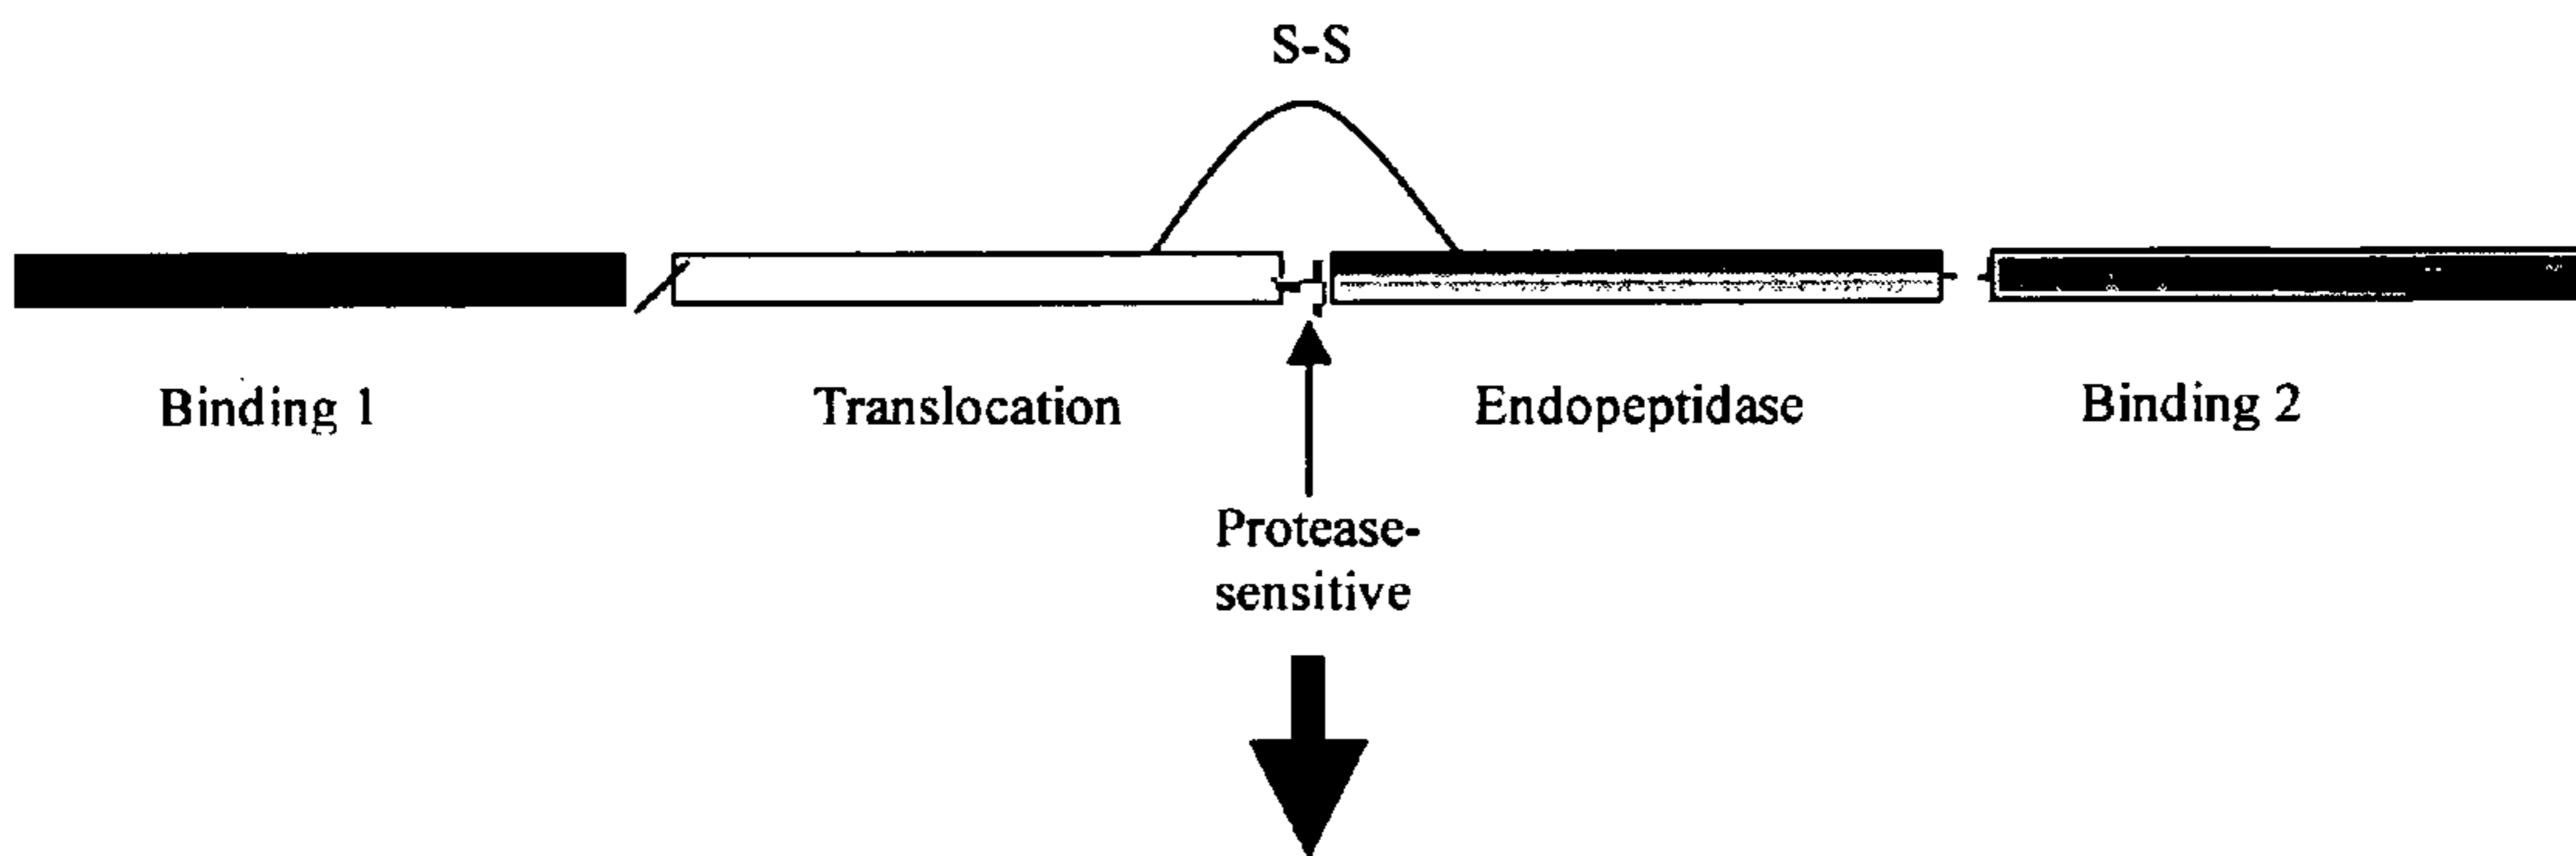 S-S
Binding 1
Translocation
Endopeptidase
Binding 2
Protease-
sensitive